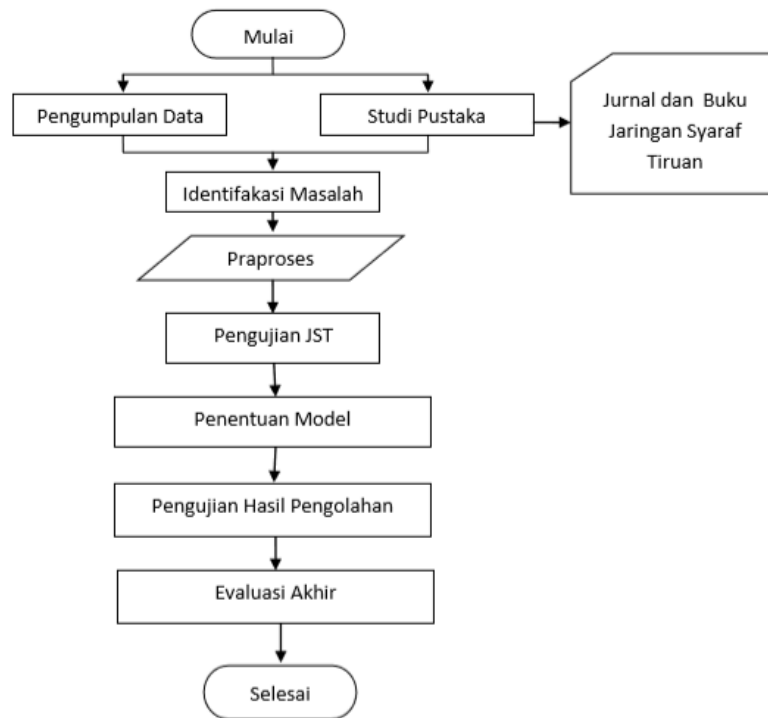 Mulai
Pengumpulan Data
Studi Pustaka
Jurnal dan Buku
Jaringan Syaraf
Tiruan
Identifakasi Masalah
Praproses
Pengujian JST
Penentuan Model
Pengujian Hasil Pengolahan
Evaluasi Akhir
Selesai